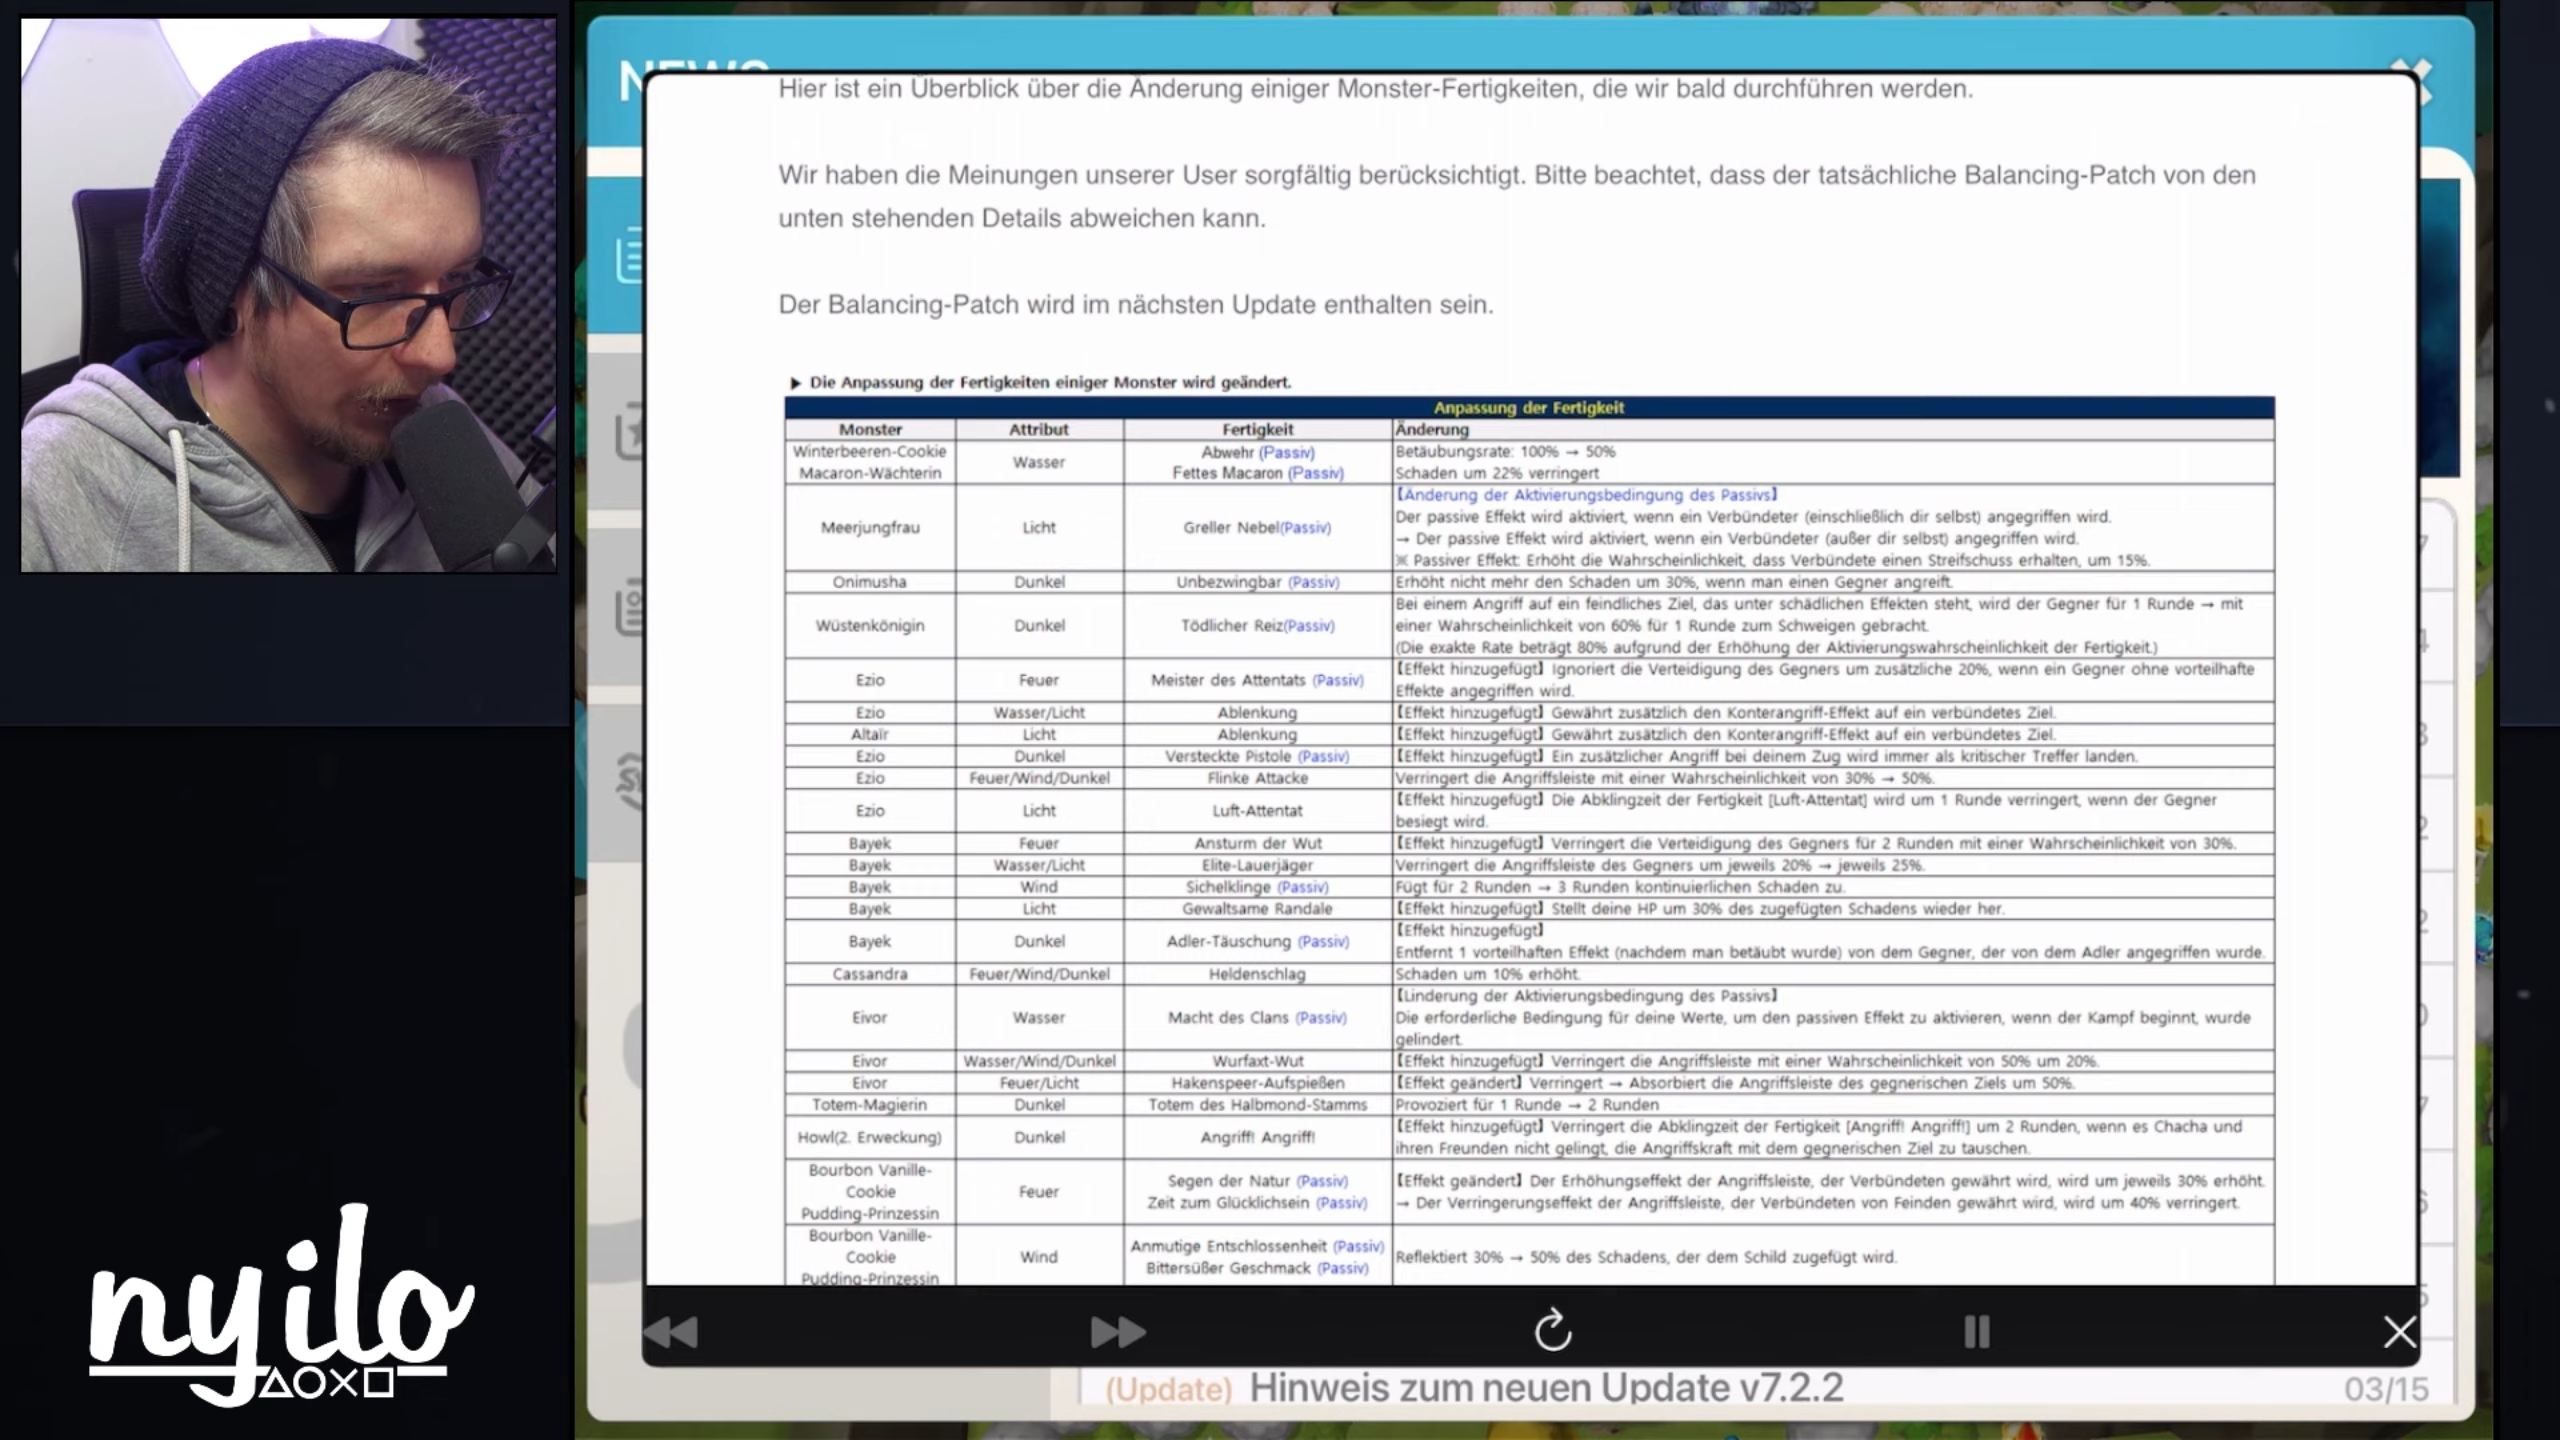 NEWS
Hier ist ein Überblick über die Änderung einiger Monster-Fertigkeiten, die wir bald durchführen werden.
Wir haben die Meinungen unserer User sorgfältig berücksichtigt. Bitte beachtet, dass der tatsächliche Balancing-Patch von den
unten stehenden Details abweichen kann.
Der Balancing-Patch wird im nächsten Update enthalten sein.
▶ Die Anpassung der Fertigkeiten einiger Monster wird geändert.
Anpassung der Fertigkeit
Monster Attribut Fertigkeit Änderung
Winterbeeren-Cookie
Macaron-Wächterin
Wasser
Abwehr (Passiv)
Fettes Macaron (Passiv)
Betäubungsrate: 100% → 50%
Schaden um 22% verringert
Meerjungfrau Licht Greller Nebel(Passiv)
【Änderung der Aktivierungsbedingung des Passivs】
Der passive Effekt wird aktiviert, wenn ein Verbündeter (einschließlich dir selbst) angegriffen wird.
→ Der passive Effekt wird aktiviert, wenn ein Verbündeter (außer dir selbst) angegriffen wird.
※ Passiver Effekt: Erhöht die Wahrscheinlichkeit, dass Verbündete einen Streifschuss erhalten, um 15%.
Onimusha Dunkel Unbezwingbar (Passiv) Erhöht nicht mehr den Schaden um 30%, wenn man einen Gegner angreift.
Wüstenkönigin Dunkel Tödlicher Reiz(Passiv)
Bei einem Angriff auf ein feindliches Ziel, das unter schädlichen Effekten steht, wird der Gegner für 1 Runde → mit
einer Wahrscheinlichkeit von 60% für 1 Runde zum Schweigen gebracht.
(Die exakte Rate beträgt 80% aufgrund der Erhöhung der Aktivierungswahrscheinlichkeit der Fertigkeit.)
Ezio Feuer Meister des Attentats (Passiv)
【Effekt hinzugefügt】 Ignoriert die Verteidigung des Gegners um zusätzliche 20%, wenn ein Gegner ohne vorteilhafte
Effekte angegriffen wird.
Ezio Wasser/Licht Ablenkung 【Effekt hinzugefügt】 Gewährt zusätzlich den Konterangriff-Effekt auf ein verbündetes Ziel.
Altaïr Licht Ablenkung 【Effekt hinzugefügt】 Gewährt zusätzlich den Konterangriff-Effekt auf ein verbündetes Ziel.
Ezio Dunkel Versteckte Pistole (Passiv) 【Effekt hinzugefügt】 Ein zusätzlicher Angriff bei deinem Zug wird immer als kritischer Treffer landen.
Ezio Feuer/Wind/Dunkel Flinke Attacke Verringert die Angriffsleiste mit einer Wahrscheinlichkeit von 30% → 50%.
Ezio Licht Luft-Attentat
【Effekt hinzugefügt】 Die Abklingzeit der Fertigkeit [Luft-Attentat] wird um 1 Runde verringert, wenn der Gegner
besiegt wird.
Bayek Feuer Ansturm der Wut 【Effekt hinzugefügt】 Verringert die Verteidigung des Gegners für 2 Runden mit einer Wahrscheinlichkeit von 30%.
Bayek Wasser/Licht Elite-Lauerjäger Verringert die Angriffsleiste des Gegners um jeweils 20% → jeweils 25%.
Bayek Wind Sichelklinge (Passiv) Fügt für 2 Runden → 3 Runden kontinuierlichen Schaden zu.
Bayek Licht Gewaltsame Randale 【Effekt hinzugefügt】 Stellt deine HP um 30% des zugefügten Schadens wieder her.
Bayek Dunkel Adler-Täuschung (Passiv)
【Effekt hinzugefügt】
Entfernt 1 vorteilhaften Effekt (nachdem man betäubt wurde) von dem Gegner, der von dem Adler angegriffen wurde.
Cassandra Feuer/Wind/Dunkel Heldenschlag Schaden um 10% erhöht.
Eivor Wasser Macht des Clans (Passiv)
【Linderung der Aktivierungsbedingung des Passivs】
Die erforderliche Bedingung für deine Werte, um den passiven Effekt zu aktivieren, wenn der Kampf beginnt, wurde
gelindert.
Eivor Wasser/Wind/Dunkel Wurfaxt-Wut 【Effekt hinzugefügt】 Verringert die Angriffsleiste mit einer Wahrscheinlichkeit von 50% um 20%.
Eivor Feuer/Licht Hakenspeer-Aufspießen 【Effekt geändert】 Verringert → Absorbiert die Angriffsleiste des gegnerischen Ziels um 50%.
Totem-Magierin Dunkel Totem des Halbmond-Stamms Provoziert für 1 Runde → 2 Runden
Howl(2. Erweckung) Dunkel Angriff! Angriff!
【Effekt hinzugefügt】 Verringert die Abklingzeit der Fertigkeit [Angriff! Angriff!] um 2 Runden, wenn es Chacha und
ihren Freunden nicht gelingt, die Angriffskraft mit dem gegnerischen Ziel zu tauschen.
Bourbon Vanille-
Cookie
Pudding-Prinzessin
Feuer
Segen der Natur (Passiv)
Zeit zum Glücklichsein (Passiv)
【Effekt geändert】 Der Erhöhungseffekt der Angriffsleiste, der Verbündeten gewährt wird, wird um jeweils 30% erhöht.
→ Der Verringerungseffekt der Angriffsleiste, der Verbündeten von Feinden gewährt wird, wird um 40% verringert.
Bourbon Vanille-
Cookie
Pudding-Prinzessin
Wind
Anmutige Entschlossenheit (Passiv)
Bittersüßer Geschmack (Passiv)
Reflektiert 30% → 50% des Schadens, der dem Schild zugefügt wird.
(Update) Hinweis zum neuen Update v7.2.2 03/15
nyilo